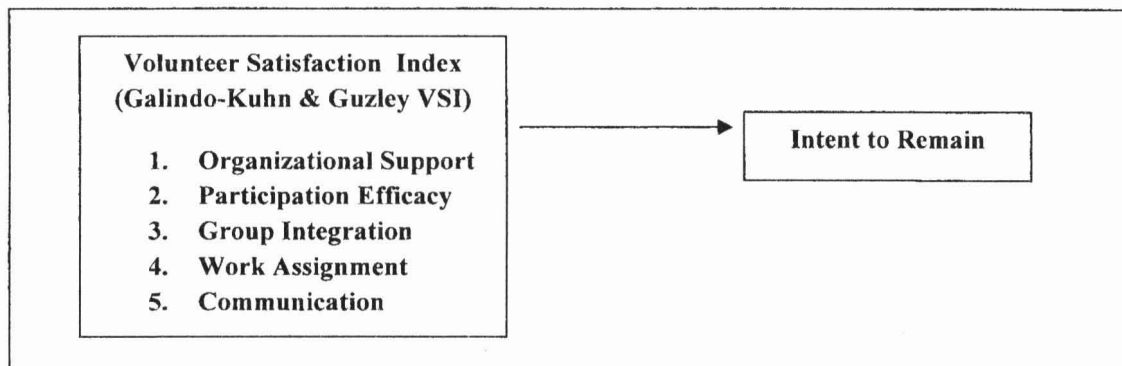 Volunteer Satisfaction Index
(Galindo-Kuhn & Guzley VSI)
1. Organizational Support
2. Participation Efficacy
3. Group Integration
4. Work Assignment
5. Communication
Intent to Remain